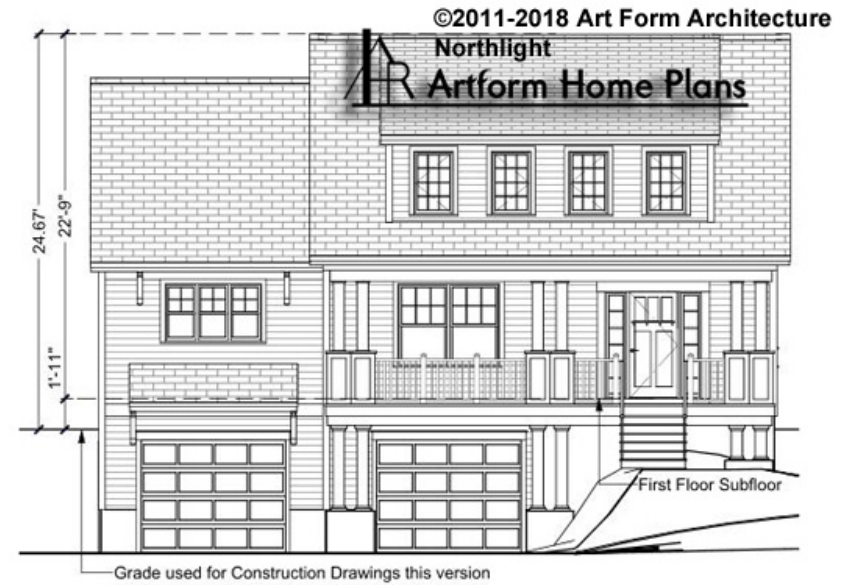 ©2011-2018 Art Form Architecture
Northlight
AHR
Artform Home Plans
24.67'
22'-9"
1'-11"
First Floor Subfloor
Grade used for Construction Drawings this version